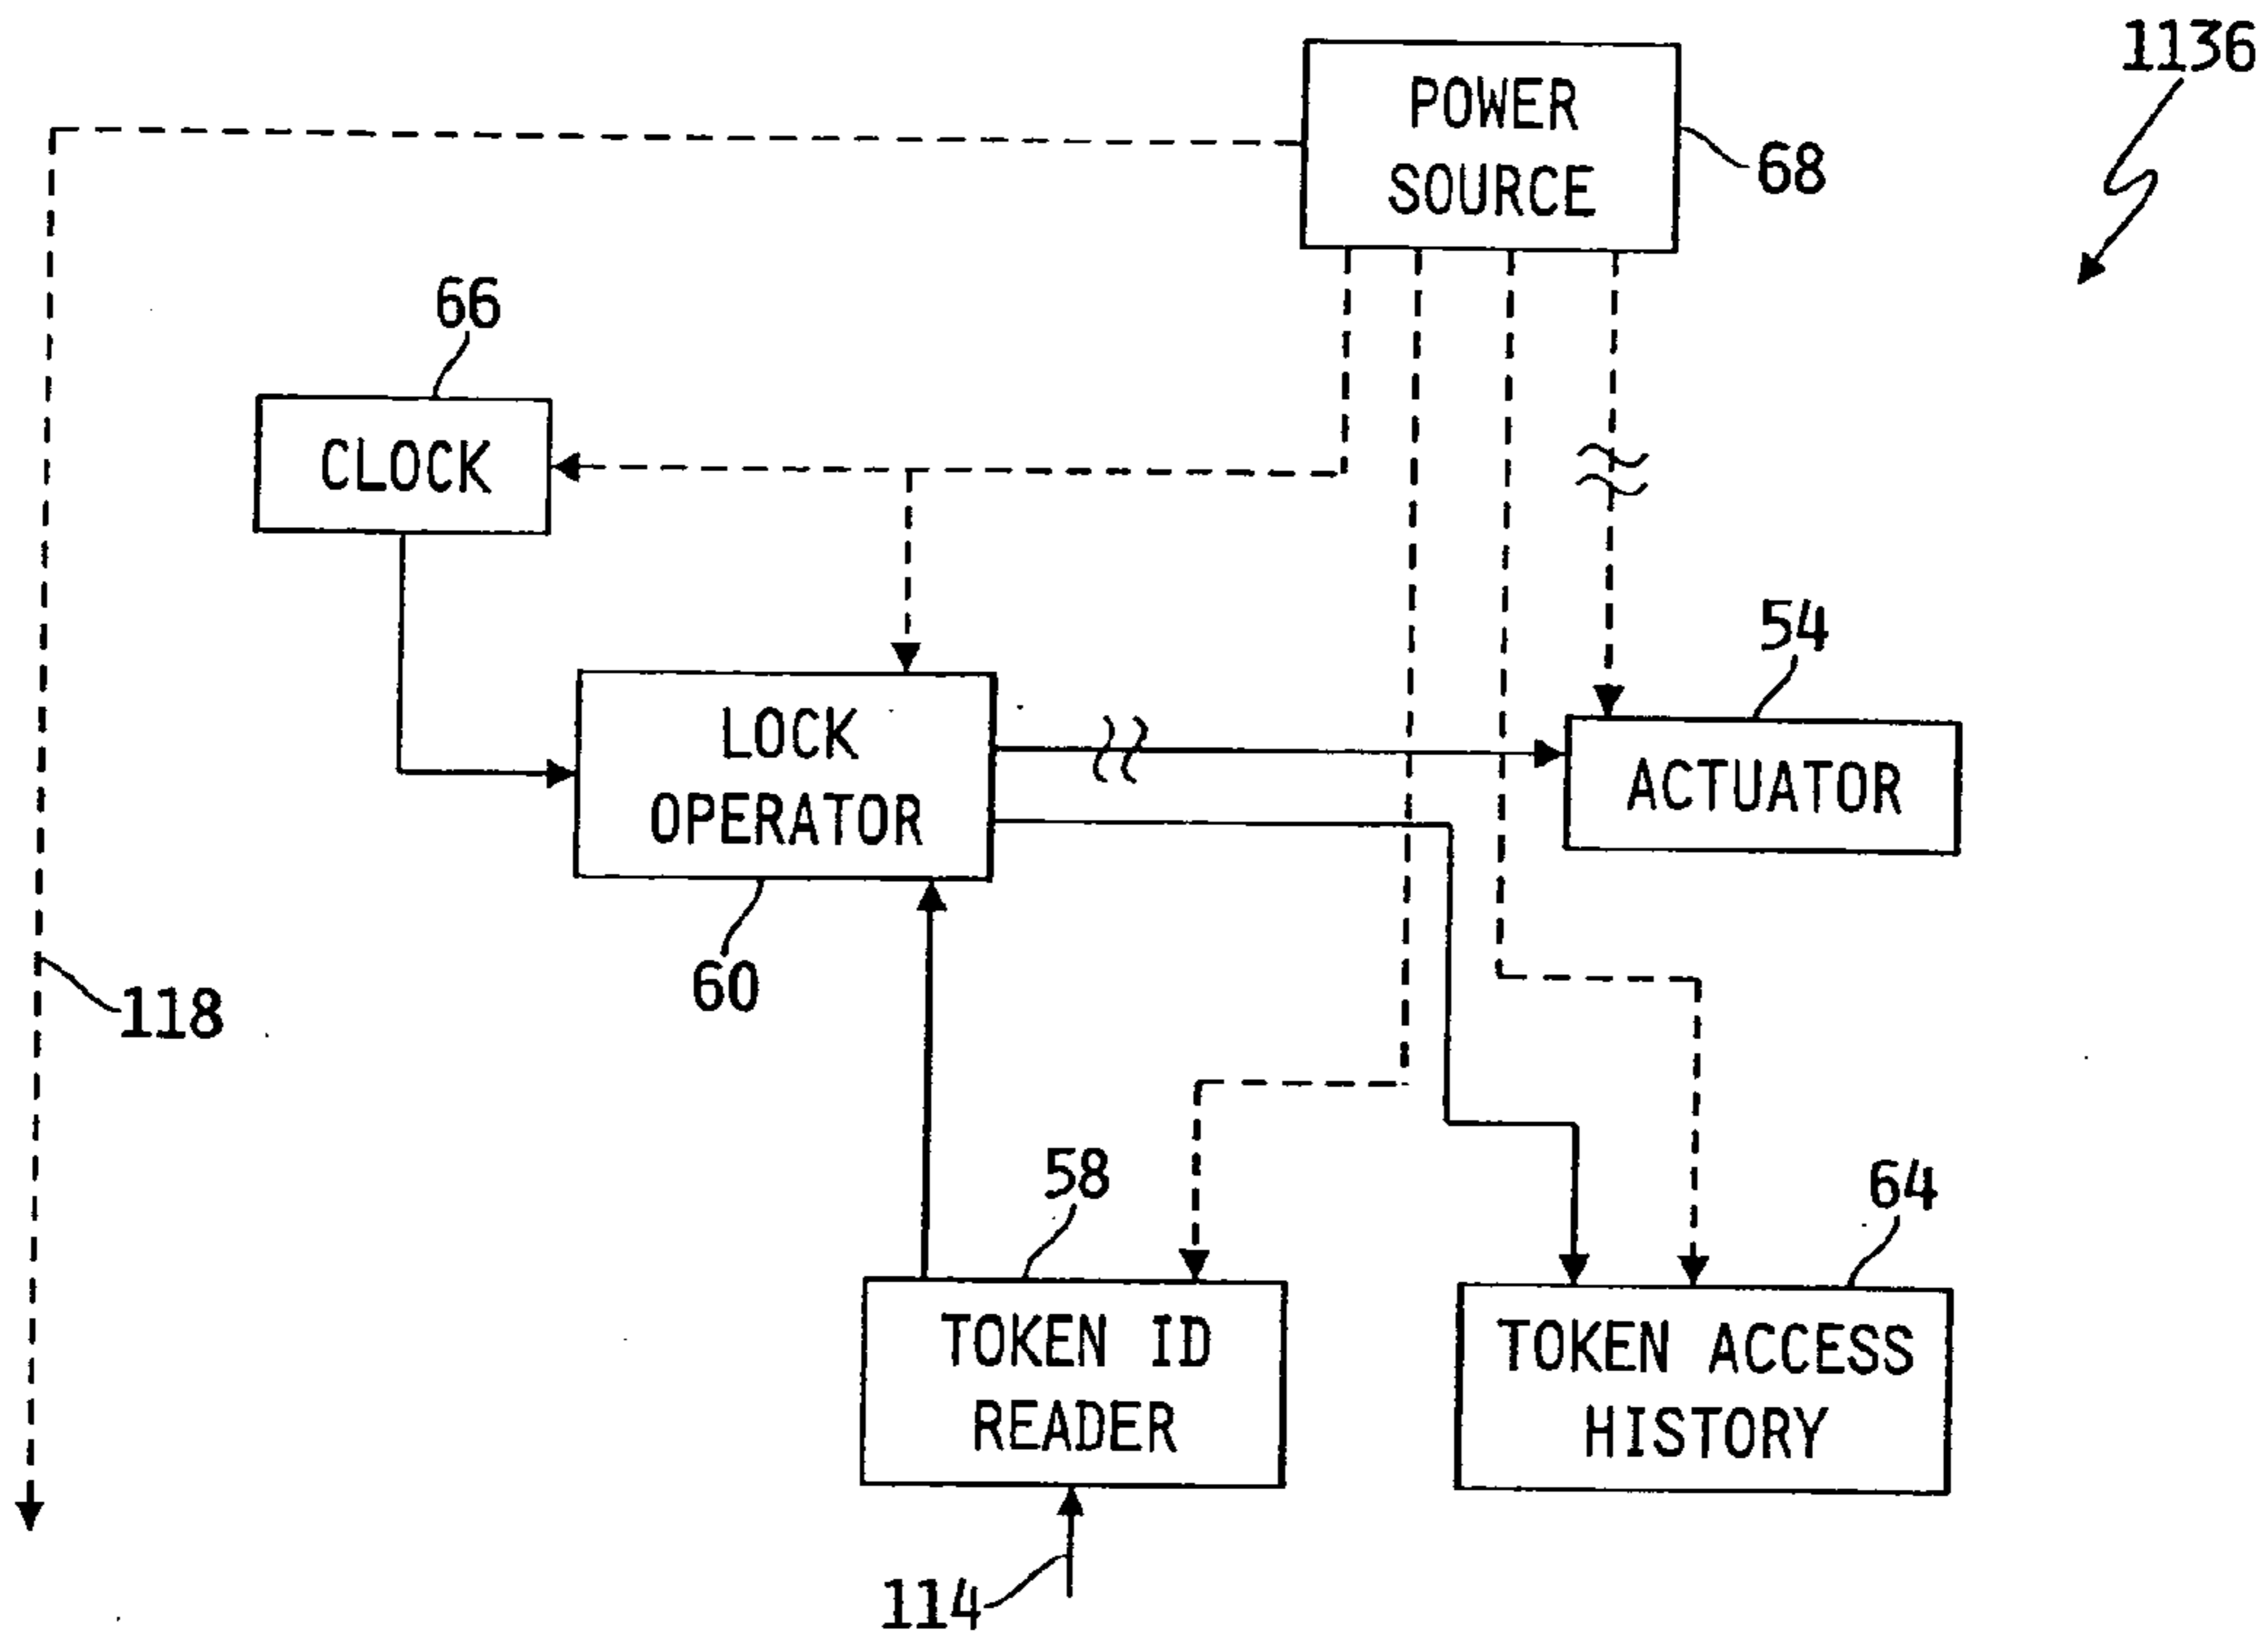 1136
POWER
SOURCE
68
66
CLOCK
54
LOCK
OPERATOR
ACTUATOR
60
118
58
64
TOKEN ID
READER
TOKEN ACCESS
HISTORY
114